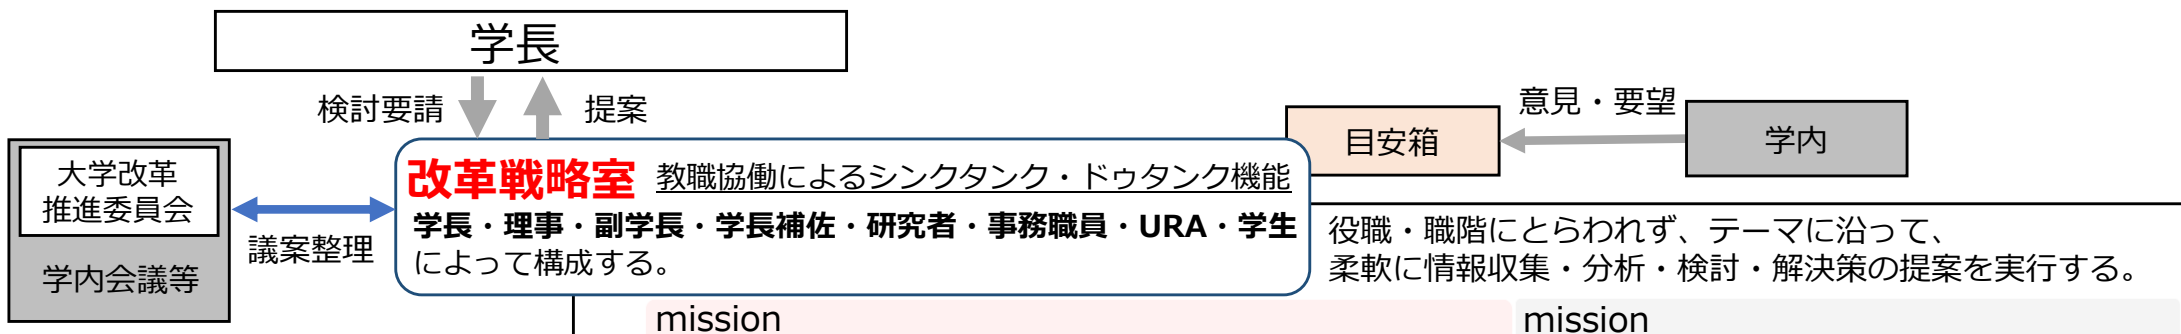 学長
検討要請
提案
意見・要望
目安箱
学内
大学改革
推進委員会
学内会議等
議案整理
改革戦略室 教職協働によるシンクタンク・ドゥタンク機能
学長・理事・副学長・学長補佐・研究者・事務職員・URA・学生
によって構成する。
役職・職階にとらわれず、テーマに沿って、
柔軟に情報収集・分析・検討・解決策の提案を実行する。
mission
mission